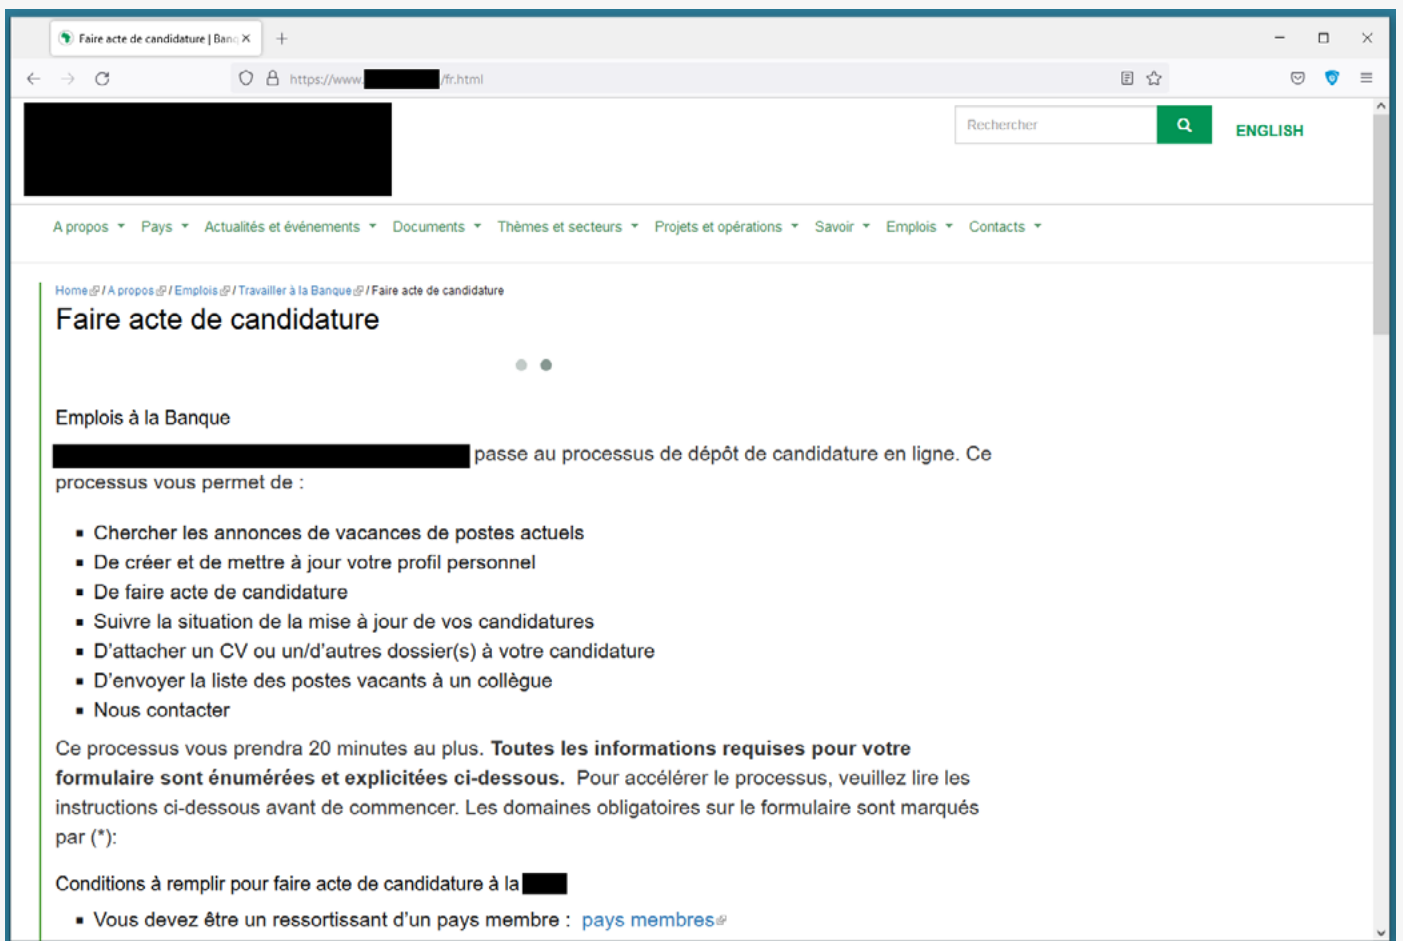 Faire acte de candidature | Banq
https://www. /fr.html
Rechercher
ENGLISH
A propos Pays Actualités et événements Documents Thèmes et secteurs Projets et opérations Savoir Emplois Contacts
Home / A propos / Emplois / Travailler à la Banque / Faire acte de candidature
Faire acte de candidature
Emplois à la Banque
passe au processus de dépôt de candidature en ligne. Ce
processus vous permet de :
▪ Chercher les annonces de vacances de postes actuels
▪ De créer et de mettre à jour votre profil personnel
▪ De faire acte de candidature
▪ Suivre la situation de la mise à jour de vos candidatures
▪ D'attacher un CV ou un/d'autres dossier(s) à votre candidature
▪ D'envoyer la liste des postes vacants à un collègue
▪ Nous contacter
Ce processus vous prendra 20 minutes au plus. Toutes les informations requises pour votre
formulaire sont énumérées et explicitées ci-dessous. Pour accélérer le processus, veuillez lire les
instructions ci-dessous avant de commencer. Les domaines obligatoires sur le formulaire sont marqués
par (*):
Conditions à remplir pour faire acte de candidature à la
▪ Vous devez être un ressortissant d'un pays membre : pays membres